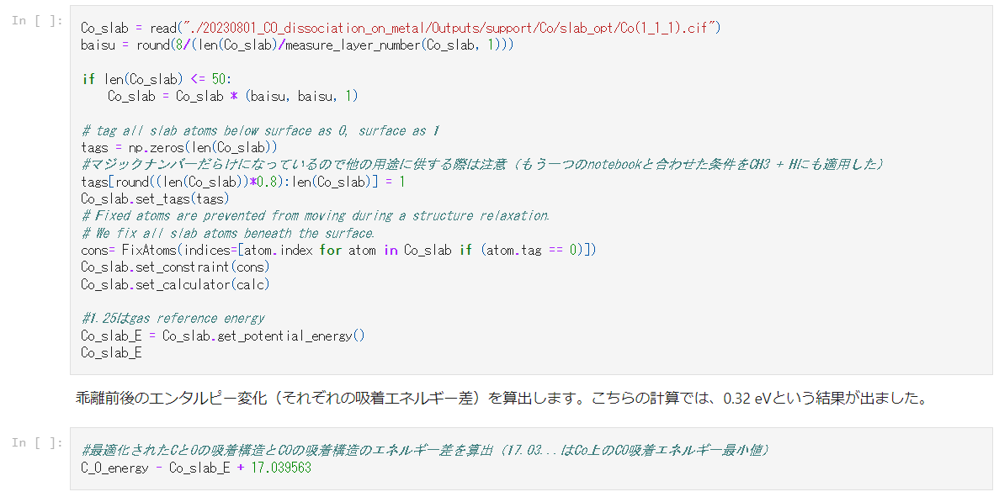 In [ ]:
Co_slab = read("./20230801_CO_dissociation_on_metal/Outputs/support/Co/slab_opt/Co(1_1_1).cif")
baisu = round(8/(len(Co_slab)/measure_layer_number(Co_slab, 1)))
if len(Co_slab) <= 50:
    Co_slab = Co_slab * (baisu, baisu, 1)
# tag all slab atoms below surface as 0, surface as 1
tags = np.zeros(len(Co_slab))
#マジックナンバーだらけになっているので他の用途に供する際は注意（もう一つのnotebookと合わせた条件をCH3 + Hにも適用した）
tags[round((len(Co_slab))*0.8):len(Co_slab)] = 1
Co_slab.set_tags(tags)
# Fixed atoms are prevented from moving during a structure relaxation.
# We fix all slab atoms beneath the surface.
cons= FixAtoms(indices=[atom.index for atom in Co_slab if (atom.tag == 0)])
Co_slab.set_constraint(cons)
Co_slab.set_calculator(calc)
#1.25はgas reference energy
Co_slab_E = Co_slab.get_potential_energy()
Co_slab_E
乖離前後のエンタルピー変化（それぞれの吸着エネルギー差）を算出します。こちらの計算では、0.32 eVという結果が出ました。
In [ ]:
#最適化されたCとOの吸着構造とCOの吸着構造のエネルギー差を算出（17.03...はCo上のCO吸着エネルギー最小値）
C_O_energy - Co_slab_E + 17.039563